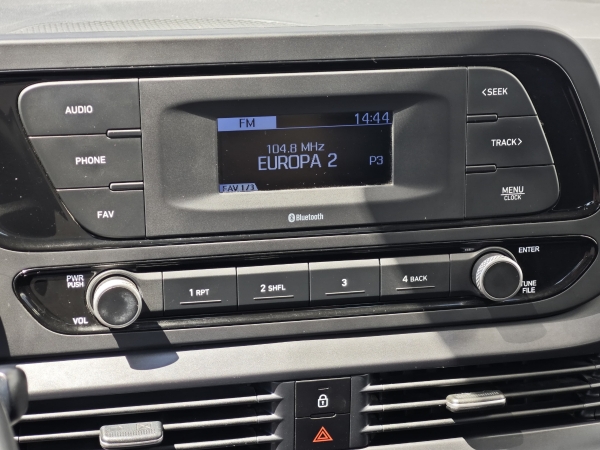 AUDIO
PHONE
FAV
FM 14:44
104.8 MHz
EUROPA 2 P3
FAV 1/3
Bluetooth
<SEEK
TRACK>
MENU
CLOCK
PWR
PUSH
VOL
1 RPT
2 SHFL
3
4 BACK
ENTER
TUNE
FILE